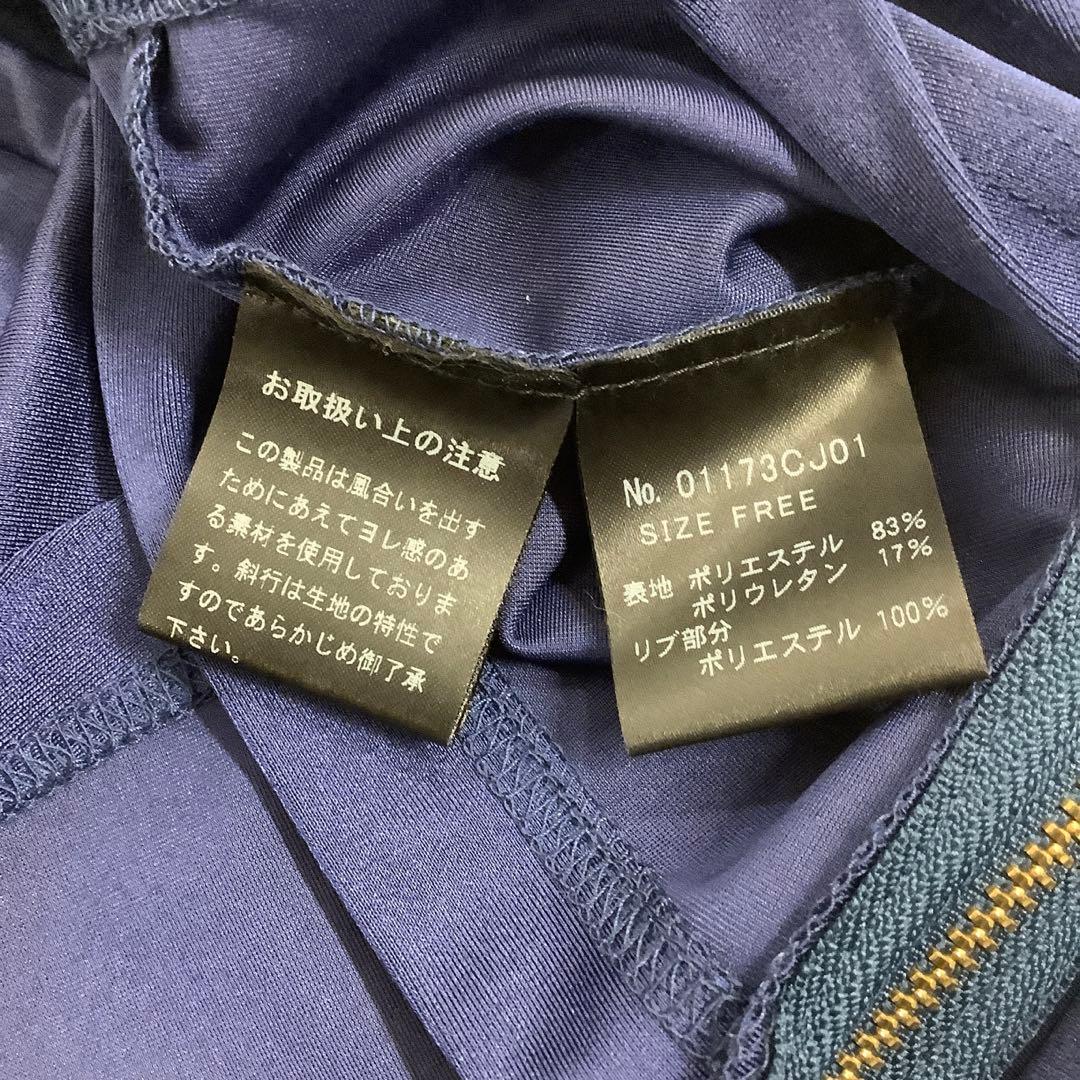 お取扱い上の注意
この製品は風合いを出す
ためにあえてヨレ感のあ
る素材を使用しておりま
す。斜行は生地の特性で
すのであらかじめ御了承
下さい。
No. 01173CJ01
SIZE FREE
表地 ポリエステル 83%
ポリウレタン 17%
リブ部分
ポリエステル 100%